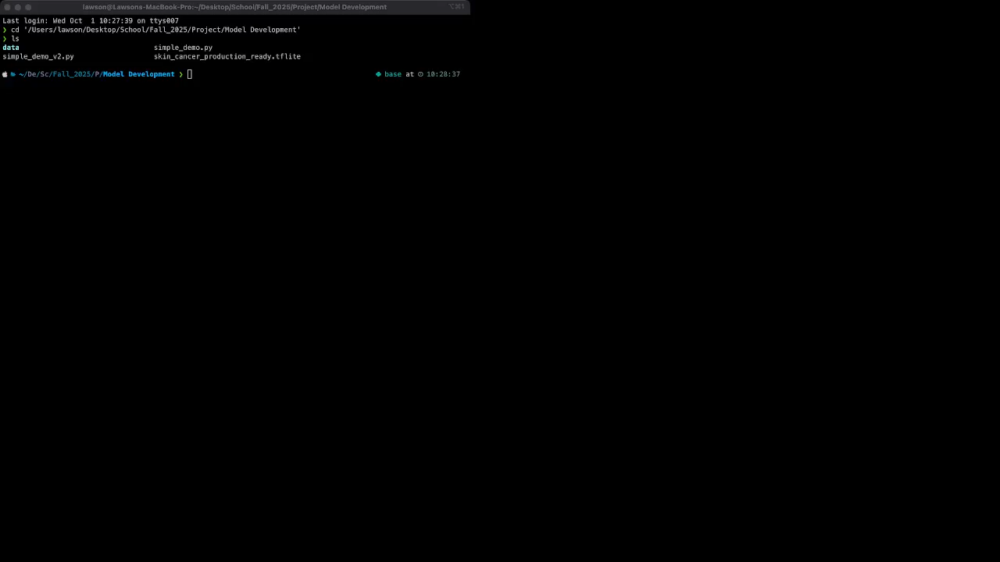 lawson@Lawsons-MacBook-Pro:~/Desktop/School/Fall_2025/Project/Model Development ⌥⌘1
Last login: Wed Oct  1 10:27:39 on ttys007
❯ cd '/Users/lawson/Desktop/School/Fall_2025/Project/Model Development'
❯ ls
data simple_demo.py
simple_demo_v2.py skin_cancer_production_ready.tflite
~/De/Sc/Fall_2025/P/Model Development ❯ base at 10:28:37